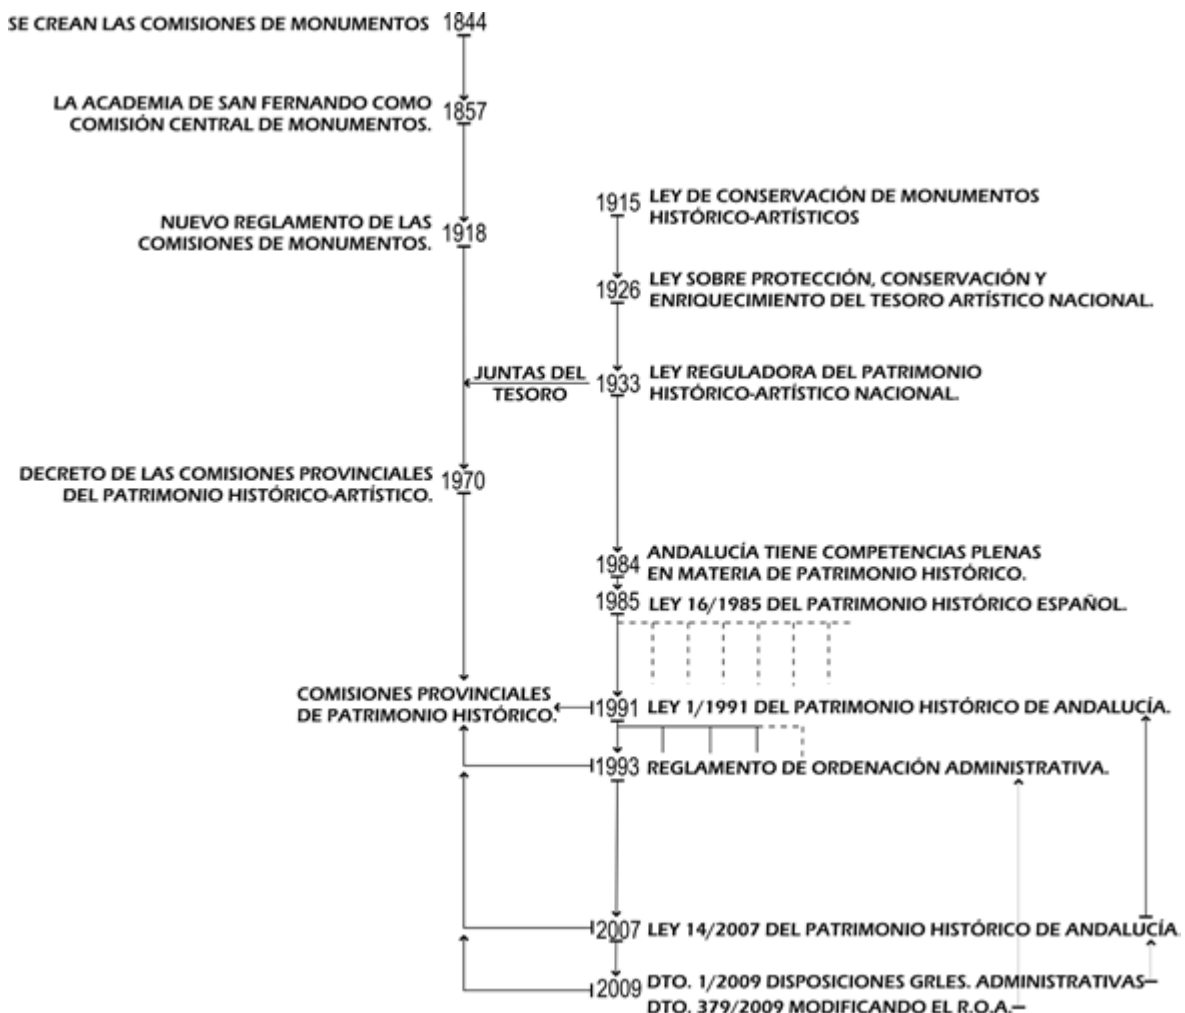 SE CREAN LAS COMISIONES DE MONUMENTOS 1844
LA ACADEMIA DE SAN FERNANDO COMO
COMISIÓN CENTRAL DE MONUMENTOS.
1857
1915
LEY DE CONSERVACIÓN DE MONUMENTOS
HISTÓRICO-ARTÍSTICOS
NUEVO REGLAMENTO DE LAS
COMISIONES DE MONUMENTOS.
1918
1926
LEY SOBRE PROTECCIÓN, CONSERVACIÓN Y
ENRIQUECIMIENTO DEL TESORO ARTÍSTICO NACIONAL.
JUNTAS DEL
TESORO
1933
LEY REGULADORA DEL PATRIMONIO
HISTÓRICO-ARTÍSTICO NACIONAL.
DECRETO DE LAS COMISIONES PROVINCIALES
DEL PATRIMONIO HISTÓRICO-ARTÍSTICO.
1970
1984
ANDALUCÍA TIENE COMPETENCIAS PLENAS
EN MATERIA DE PATRIMONIO HISTÓRICO.
1985 LEY 16/1985 DEL PATRIMONIO HISTÓRICO ESPAÑOL.
COMISIONES PROVINCIALES
DE PATRIMONIO HISTÓRICO.
1991 LEY 1/1991 DEL PATRIMONIO HISTÓRICO DE ANDALUCÍA.
1993 REGLAMENTO DE ORDENACIÓN ADMINISTRATIVA.
2007 LEY 14/2007 DEL PATRIMONIO HISTÓRICO DE ANDALUCÍA.
2009 DTO. 1/2009 DISPOSICIONES GRLES. ADMINISTRATIVAS
DTO. 379/2009 MODIFICANDO EL R.O.A.